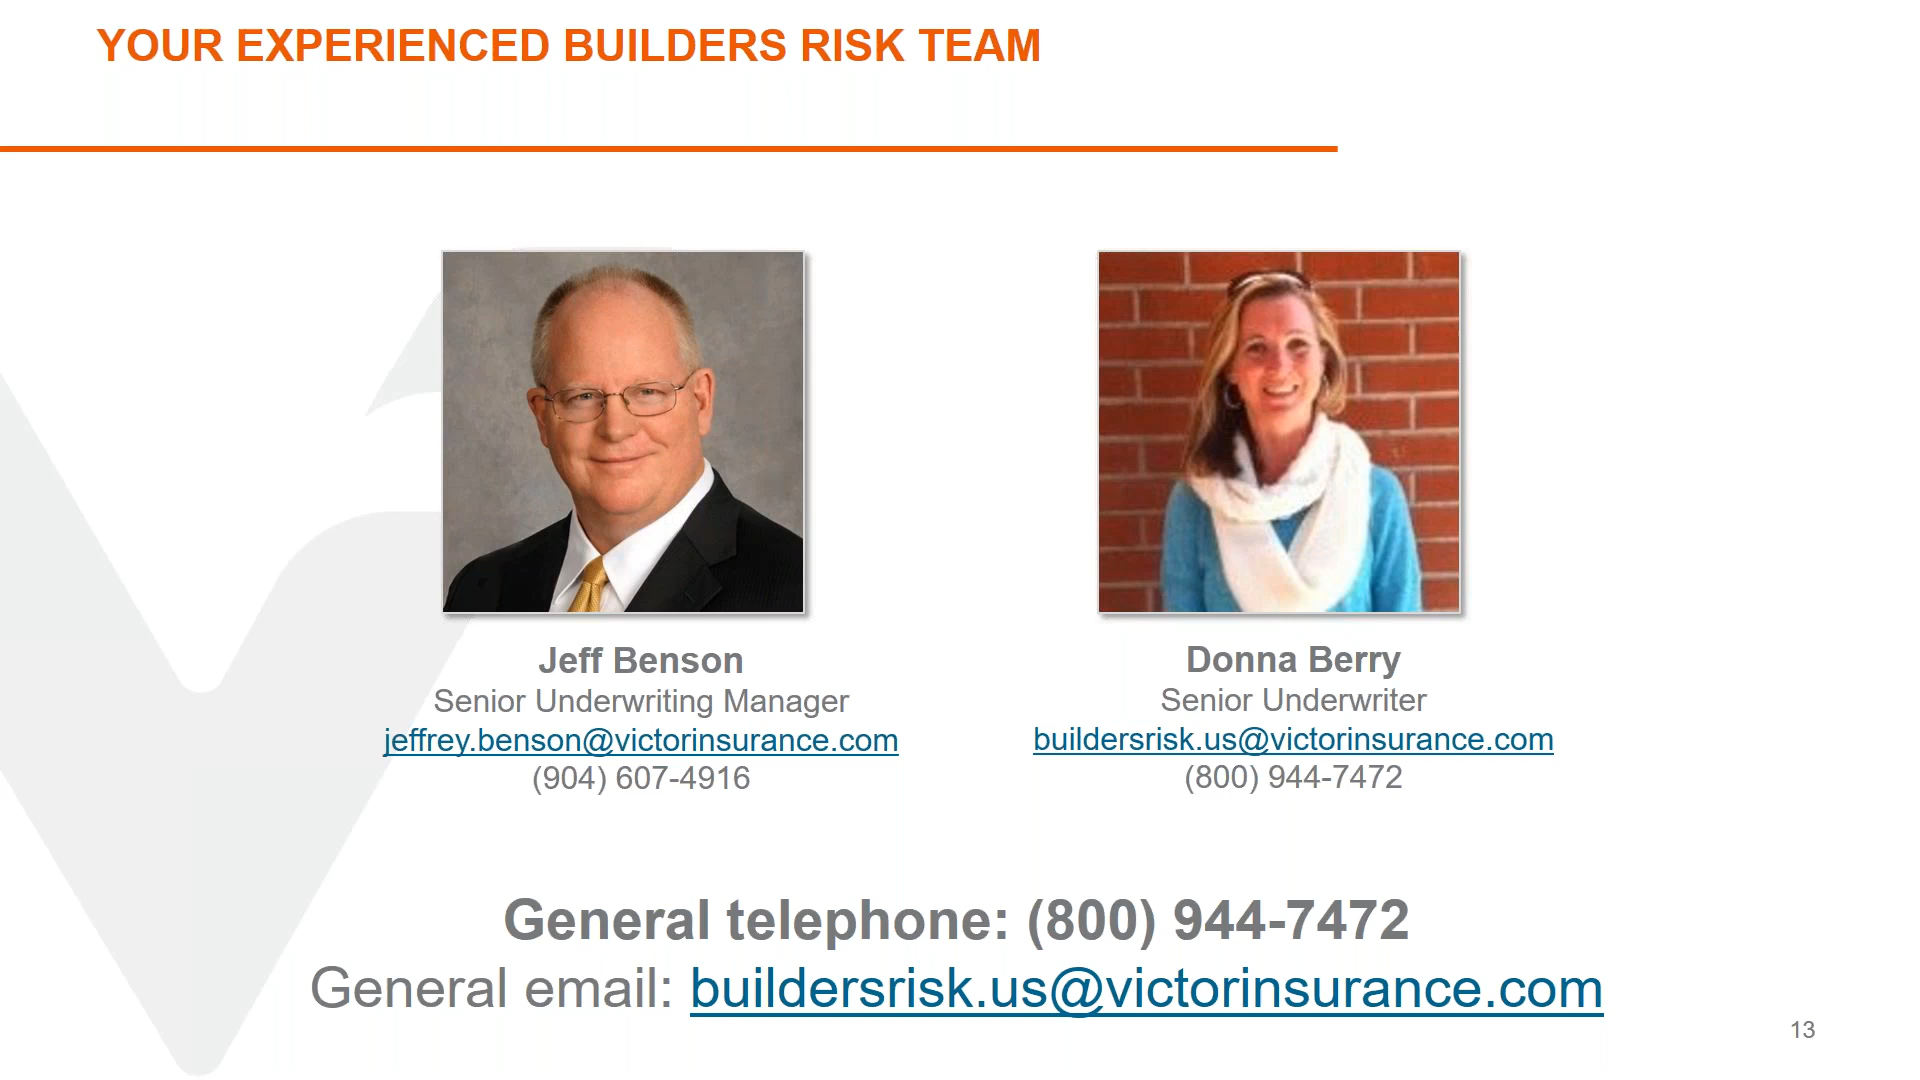 YOUR EXPERIENCED BUILDERS RISK TEAM
Jeff Benson
Senior Underwriting Manager
jeffrey.benson@victorinsurance.com
(904) 607-4916
Donna Berry
Senior Underwriter
buildersrisk.us@victorinsurance.com
(800) 944-7472
General telephone: (800) 944-7472
General email: buildersrisk.us@victorinsurance.com
13